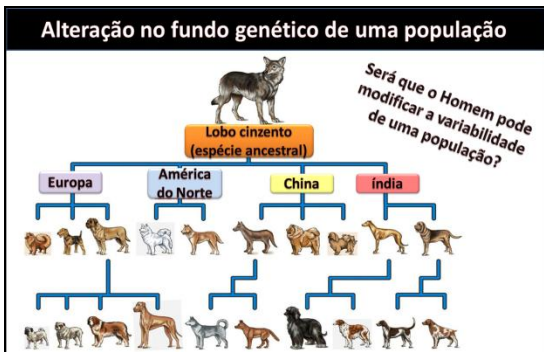 Alteração no fundo genético de uma população
Será que o Homem pode
modificar a variabilidade
de uma população?
Lobo cinzento
(espécie ancestral)
Europa
América
do Norte
China
índia